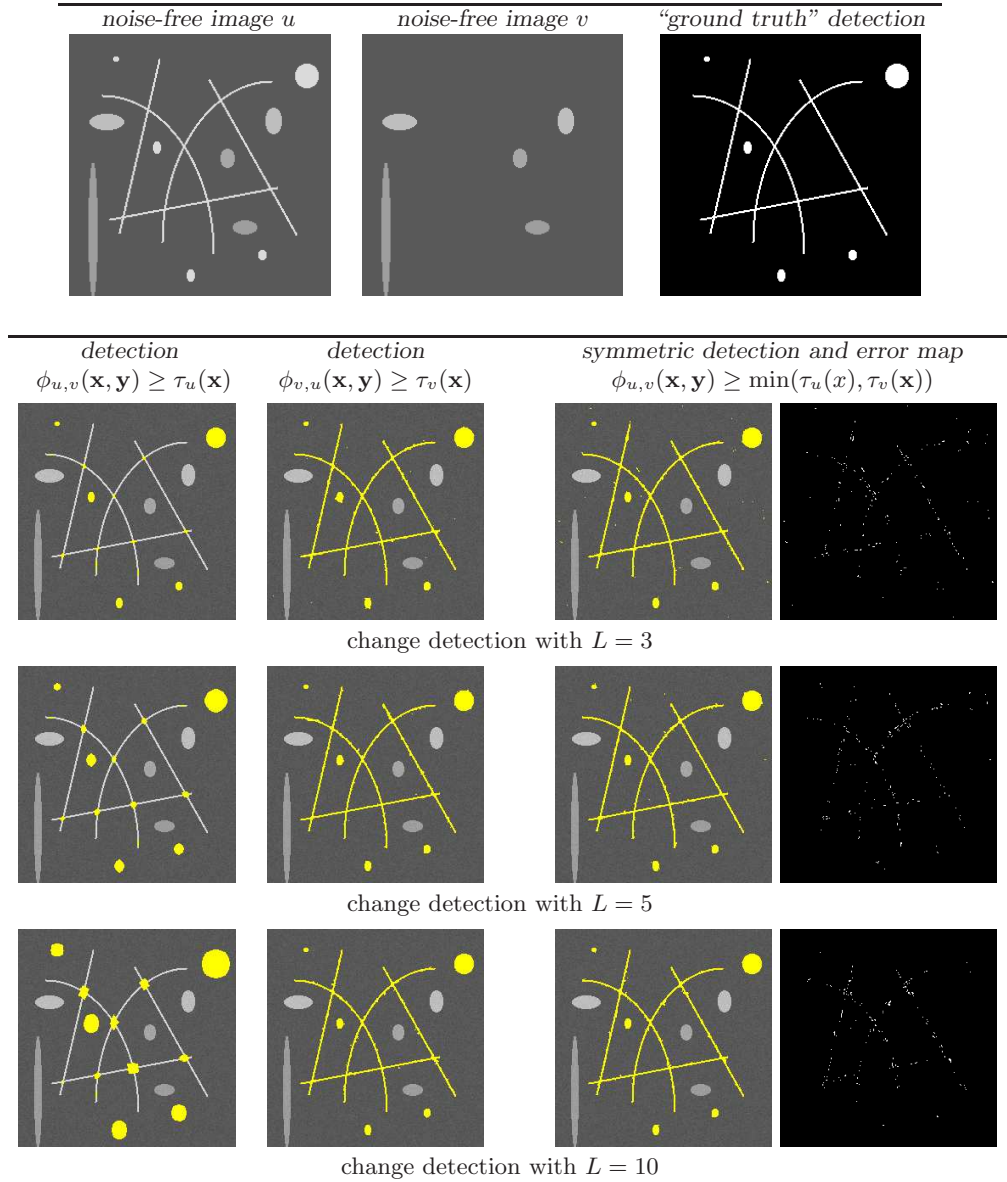 noise-free image u noise-free image v “ground truth” detection
detection detection symmetric detection and error map
ϕu,v(x, y) ≥ τu(x) ϕv,u(x, y) ≥ τv(x) ϕu,v(x, y) ≥ min(τu(x), τv(x))
change detection with L = 3
change detection with L = 5
change detection with L = 10